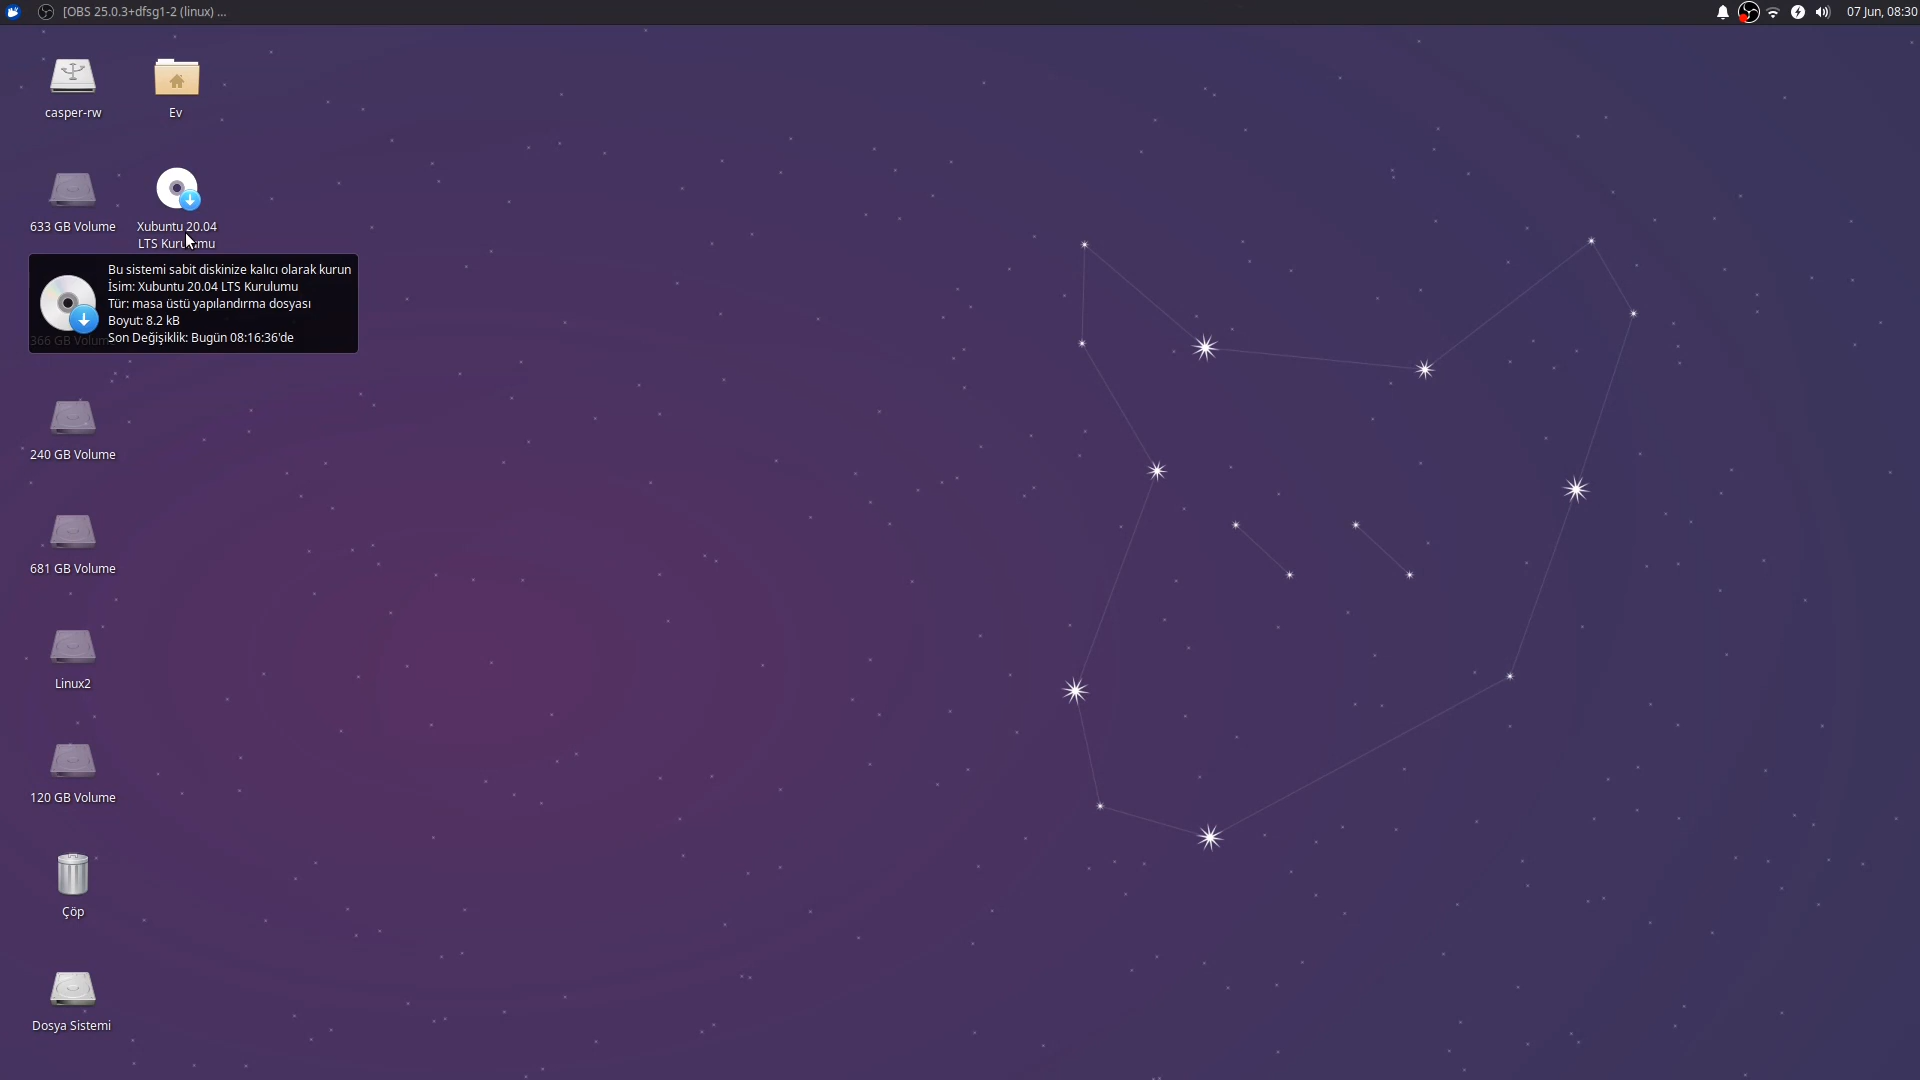 [OBS 25.0.3+dfsg1-2 (linux) ...
07 Jun, 08:30
casper-rw
Ev
633 GB Volume
Xubuntu 20.04
LTS Kurulumu
Bu sistemi sabit diskinize kalıcı olarak kurun
İsim: Xubuntu 20.04 LTS Kurulumu
Tür: masa üstü yapılandırma dosyası
Boyut: 8.2 kB
Son Değişiklik: Bugün 08:16:36'de
366 GB Volum
240 GB Volume
681 GB Volume
Linux2
120 GB Volume
Çöp
Dosya Sistemi